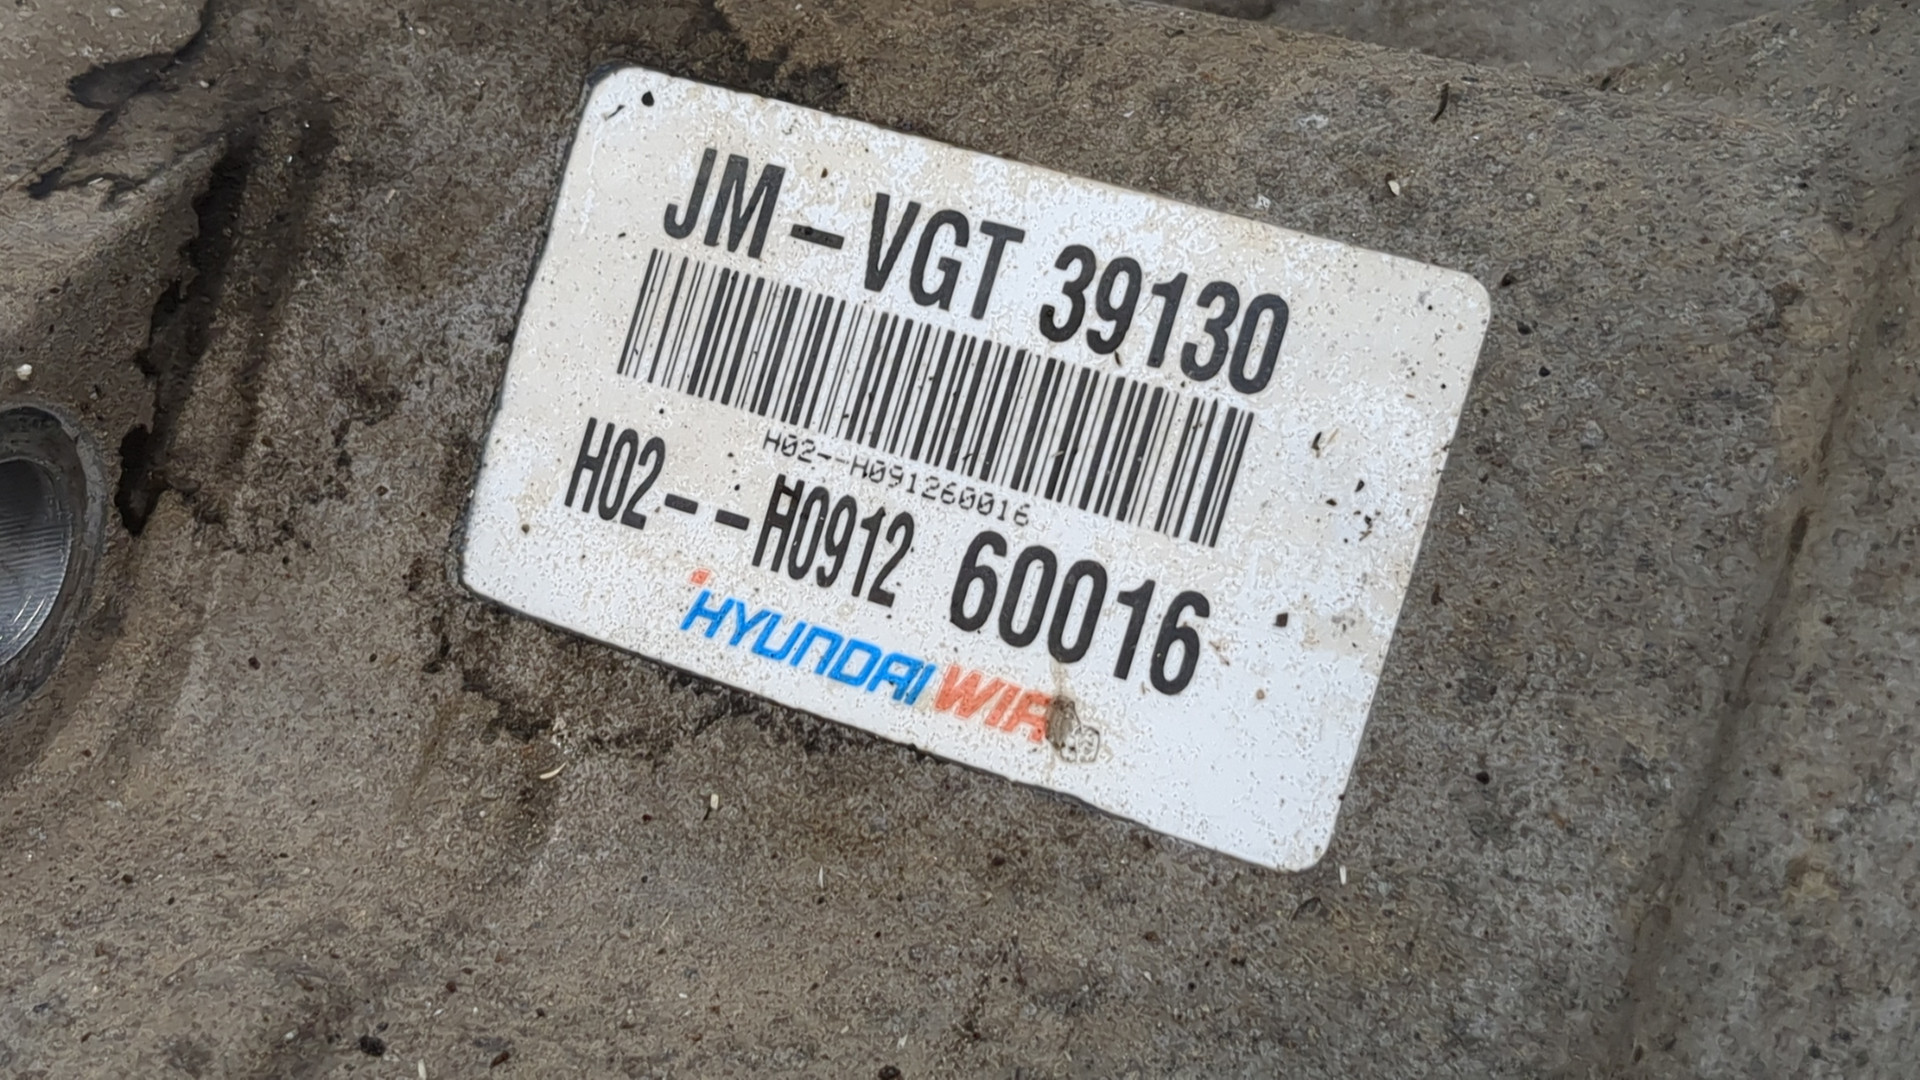 JM-VGT 39130
H02--H091260016
H02--H0912 60016
HYUNDAI WIA